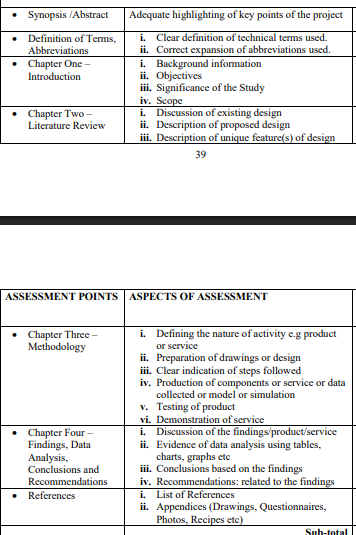 • Synopsis /Abstract
Adequate highlighting of key points of the project
• Definition of Terms,
Abbreviations
i. Clear definition of technical terms used.
ii. Correct expansion of abbreviations used.
• Chapter One –
Introduction
i. Background information
ii. Objectives
iii. Significance of the Study
iv. Scope
• Chapter Two –
Literature Review
i. Discussion of existing design
ii. Description of proposed design
iii. Description of unique feature(s) of design
39
ASSESSMENT POINTS
ASPECTS OF ASSESSMENT
• Chapter Three –
Methodology
i. Defining the nature of activity e.g product
or service
ii. Preparation of drawings or design
iii. Clear indication of steps followed
iv. Production of components or service or data
collected or model or simulation
v. Testing of product
vi. Demonstration of service
• Chapter Four –
Findings, Data
Analysis,
Conclusions and
Recommendations
i. Discussion of the findings/product/service
ii. Evidence of data analysis using tables,
charts, graphs etc
iii. Conclusions based on the findings
iv. Recommendations: related to the findings
• References
i. List of References
ii. Appendices (Drawings, Questionnaires,
Photos, Recipes etc)
Sub-total